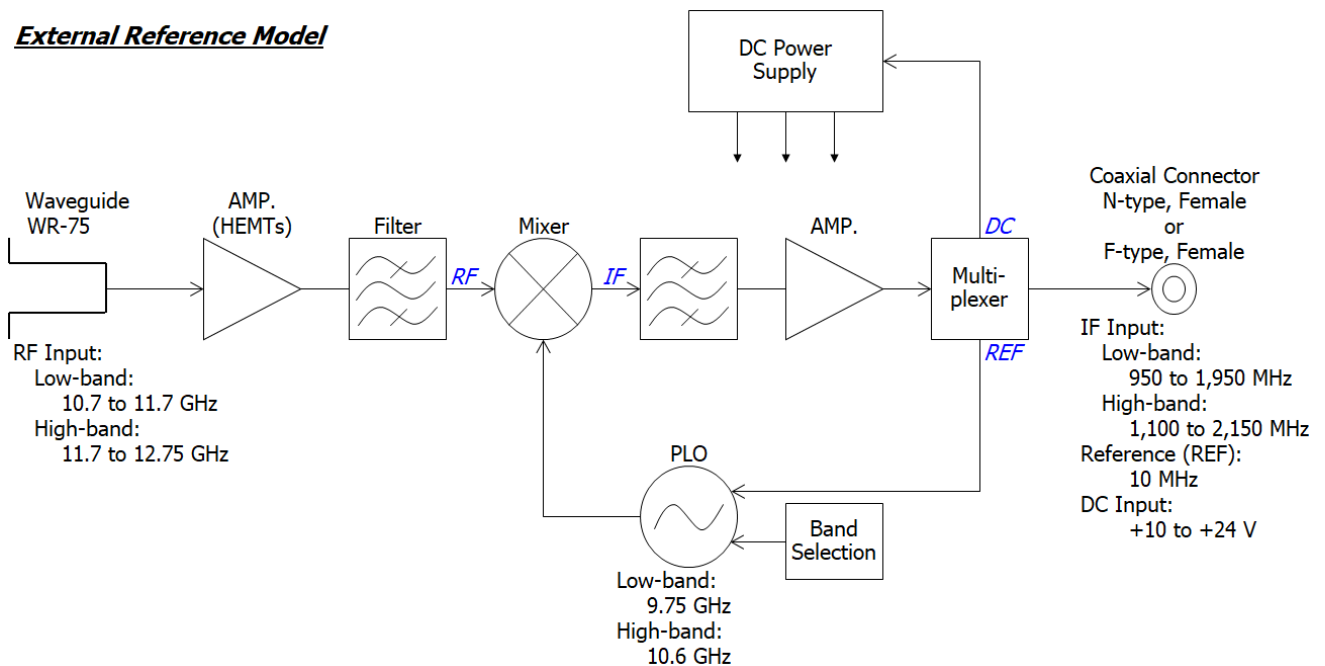 External Reference Model
DC Power
Supply
Waveguide
WR-75
AMP.
(HEMTs)
Filter
RF
Mixer
IF
AMP.
DC
Multi-
plexer
REF
Coaxial Connector
N-type, Female
or
F-type, Female
RF Input:
Low-band:
10.7 to 11.7 GHz
High-band:
11.7 to 12.75 GHz
IF Input:
Low-band:
950 to 1,950 MHz
High-band:
1,100 to 2,150 MHz
Reference (REF):
10 MHz
DC Input:
+10 to +24 V
PLO
Band
Selection
Low-band:
9.75 GHz
High-band:
10.6 GHz